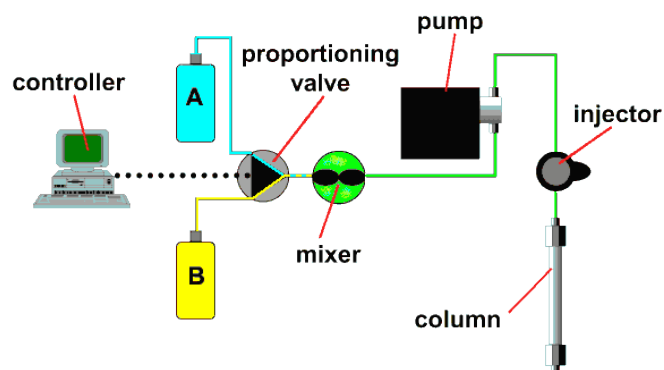 pump
proportioning
valve
controller
A
injector
mixer
B
column